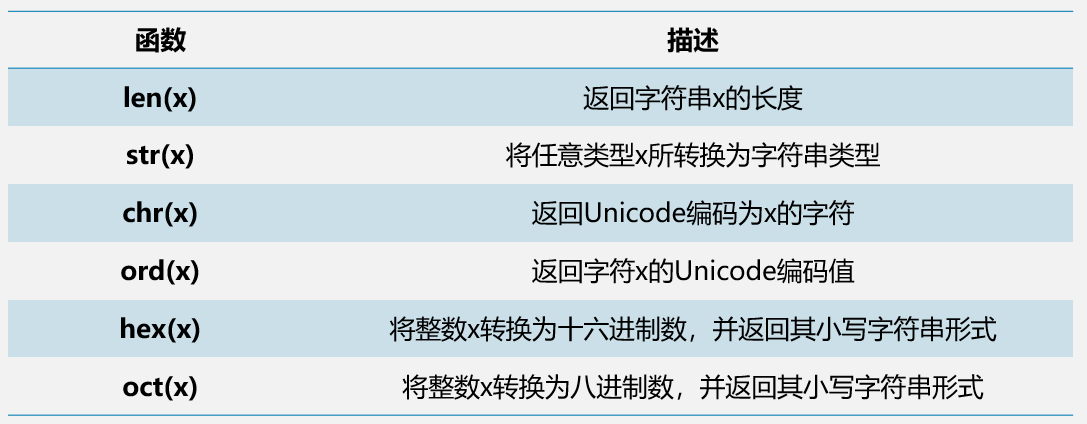 函数 描述
len(x) 返回字符串x的长度
str(x) 将任意类型x所转换为字符串类型
chr(x) 返回Unicode编码为x的字符
ord(x) 返回字符x的Unicode编码值
hex(x) 将整数x转换为十六进制数，并返回其小写字符串形式
oct(x) 将整数x转换为八进制数，并返回其小写字符串形式